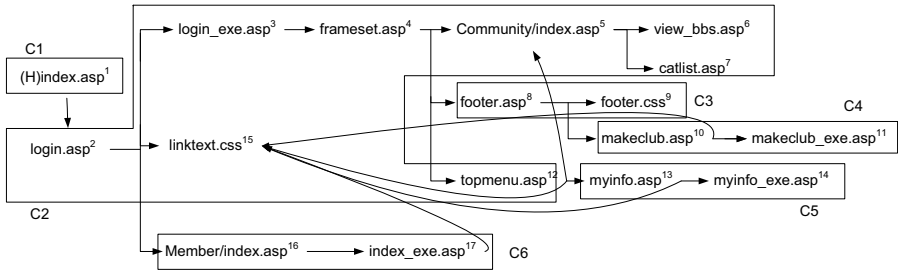 login_exe.asp3 frameset.asp4 Community/index.asp5 view_bbs.asp6
C1
catlist.asp7
(H)index.asp1
footer.asp8 footer.css9 C3
C4
makeclub.asp10 makeclub_exe.asp11
login.asp2 linktext.css15
topmenu.asp12 myinfo.asp13 myinfo_exe.asp14
C2 C5
Member/index.asp16 index_exe.asp17 C6